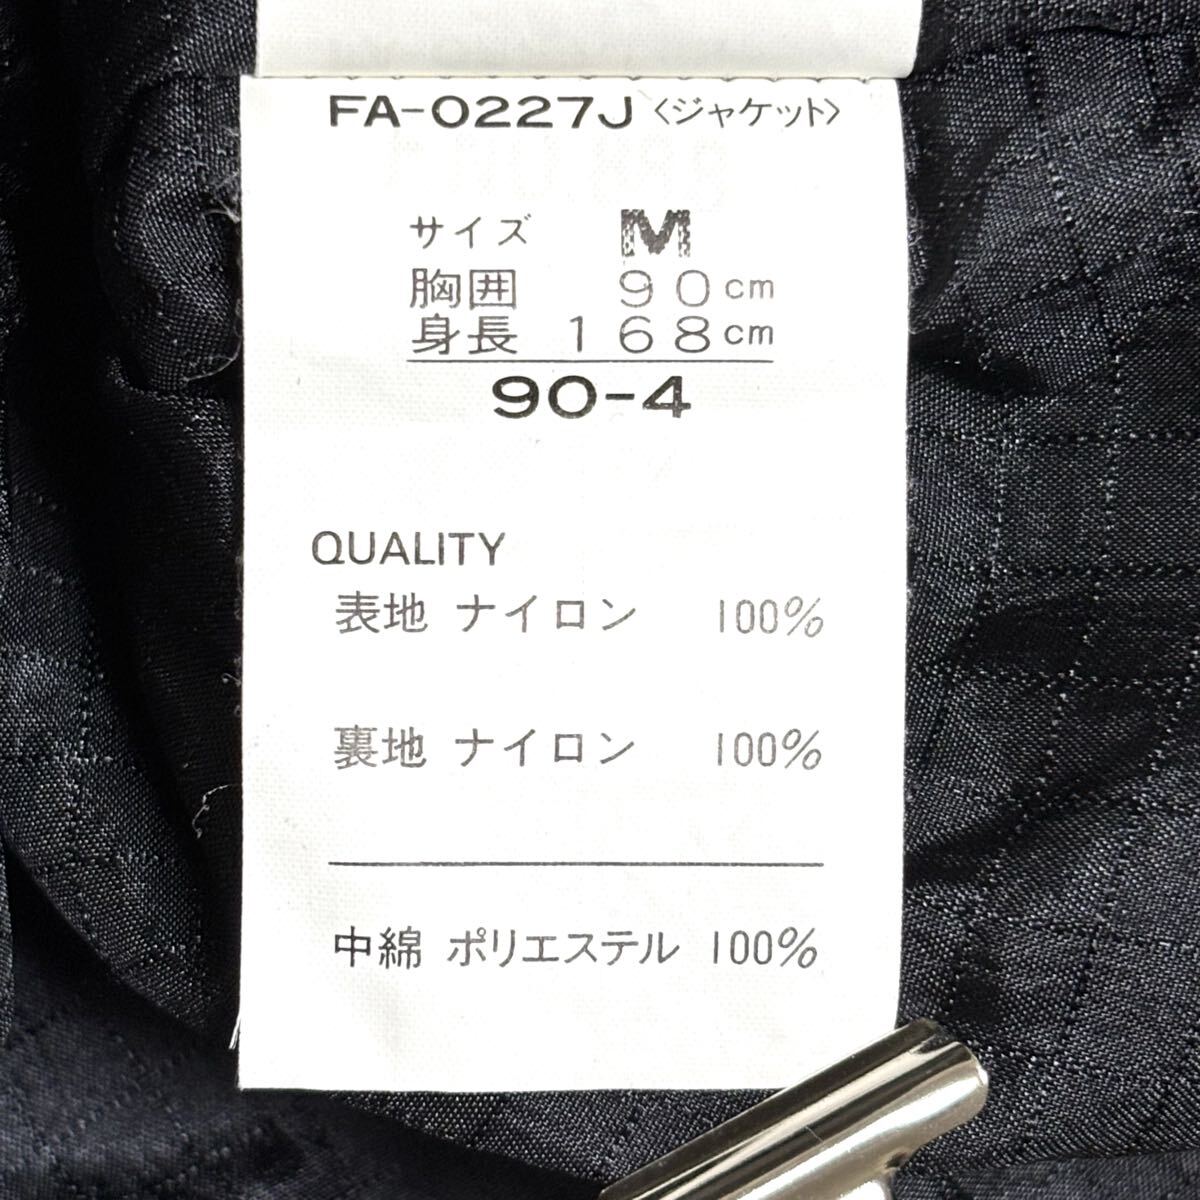 FA-0227J〈ジャケット〉
サイズ M
胸囲 90cm
身長 168cm
90-4
QUALITY
表地 ナイロン 100%
裏地 ナイロン 100%
中綿 ポリエステル 100%